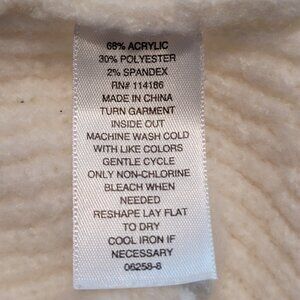 68% ACRYLIC
30% POLYESTER
2% SPANDEX
RN# 114186
MADE IN CHINA
TURN GARMENT
INSIDE OUT
MACHINE WASH COLD
WITH LIKE COLORS
GENTLE CYCLE
ONLY NON-CHLORINE
BLEACH WHEN
NEEDED
RESHAPE LAY FLAT
TO DRY
COOL IRON IF
NECESSARY
06258-8